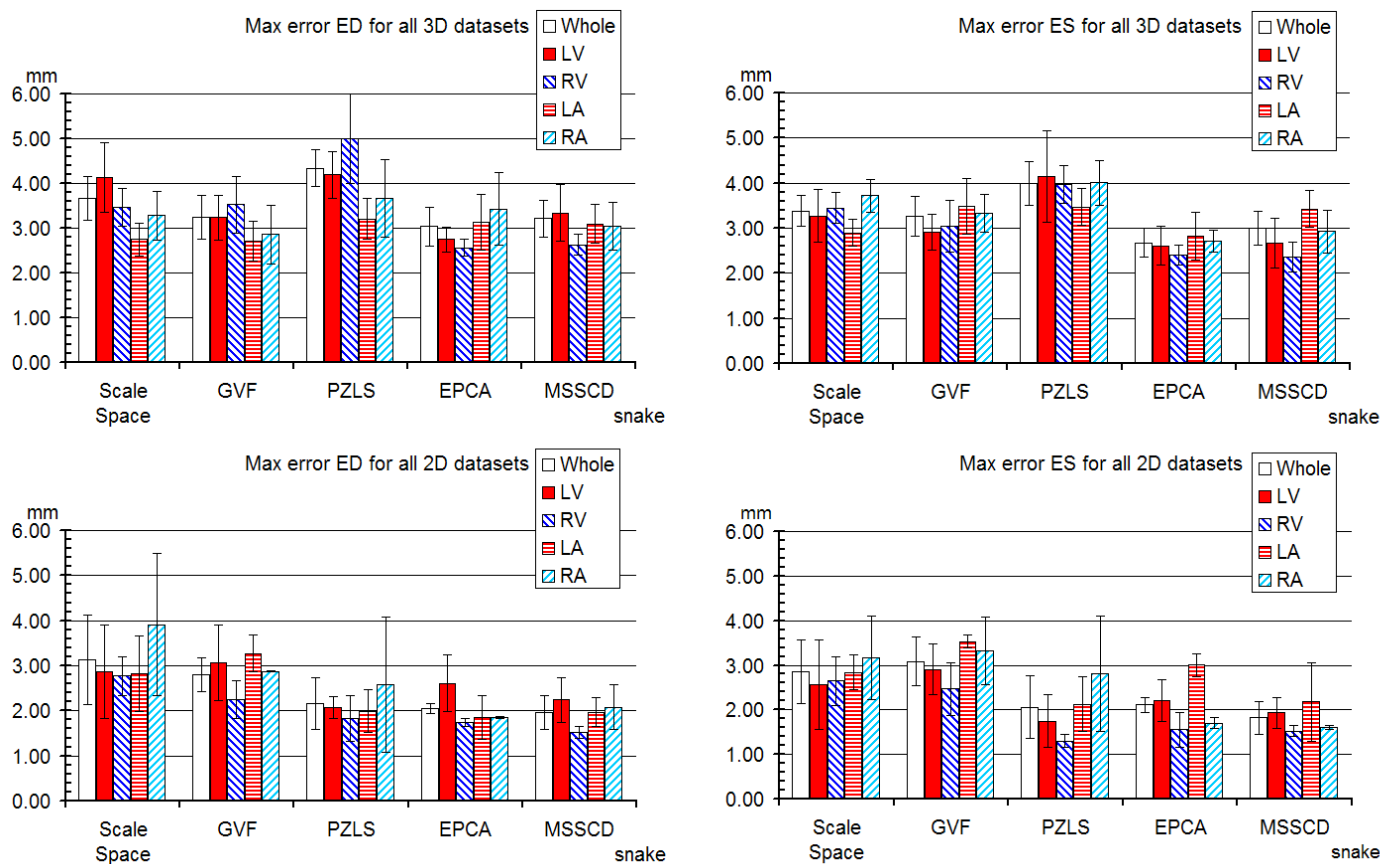 Max error ED for all 3D datasets
Whole
LV
RV
LA
RA
mm
6.00
5.00
4.00
3.00
2.00
1.00
0.00
Scale Space
GVF
PZLS
EPCA
MSSCD
snake
Max error ES for all 3D datasets
Whole
LV
RV
LA
RA
mm
6.00
5.00
4.00
3.00
2.00
1.00
0.00
Scale Space
GVF
PZLS
EPCA
MSSCD
snake
Max error ED for all 2D datasets
Whole
LV
RV
LA
RA
mm
6.00
5.00
4.00
3.00
2.00
1.00
0.00
Scale Space
GVF
PZLS
EPCA
MSSCD
snake
Max error ES for all 2D datasets
Whole
LV
RV
LA
RA
mm
6.00
5.00
4.00
3.00
2.00
1.00
0.00
Scale Space
GVF
PZLS
EPCA
MSSCD
snake